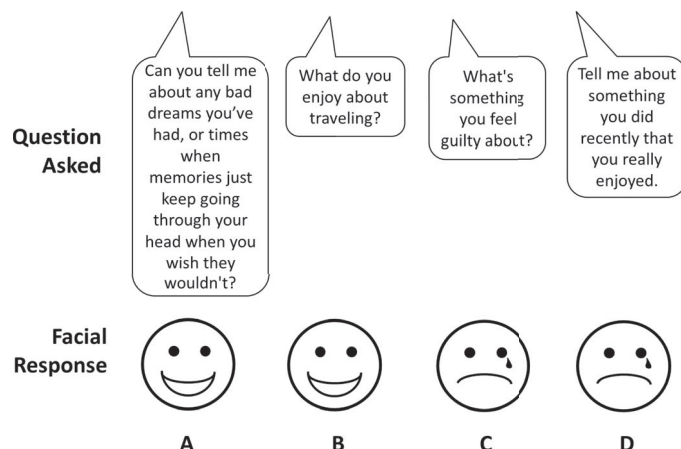 Question
Asked
Can you tell me
about any bad
dreams you've
had, or times
when
memories just
keep going
through your
head when you
wish they
wouldn't?
What do you
enjoy about
traveling?
What's
something
you feel
guilty about?
Tell me about
something
you did
recently that
you really
enjoyed.
Facial
Response
A
B
C
D